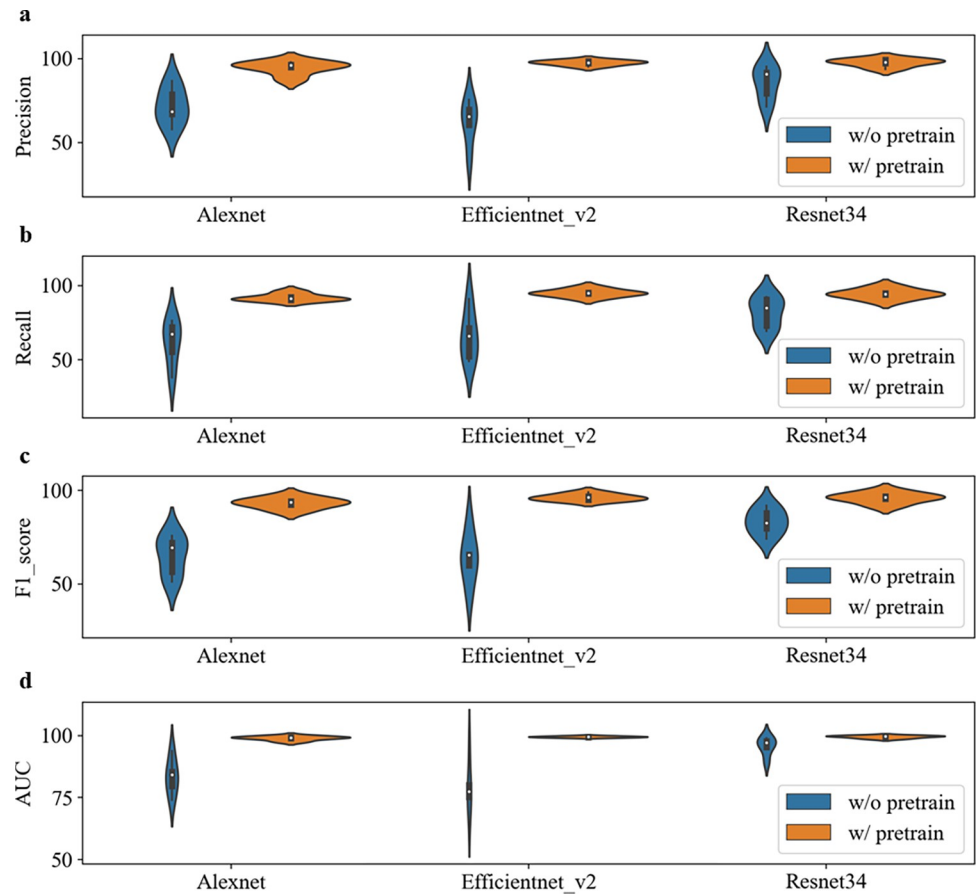 a
100
50
Precision
w/o pretrain
w/ pretrain
Alexnet Efficientnet_v2 Resnet34
b
100
50
Recall
w/o pretrain
w/ pretrain
Alexnet Efficientnet_v2 Resnet34
c
100
50
F1_score
w/o pretrain
w/ pretrain
Alexnet Efficientnet_v2 Resnet34
d
100
75
50
AUC
w/o pretrain
w/ pretrain
Alexnet Efficientnet_v2 Resnet34